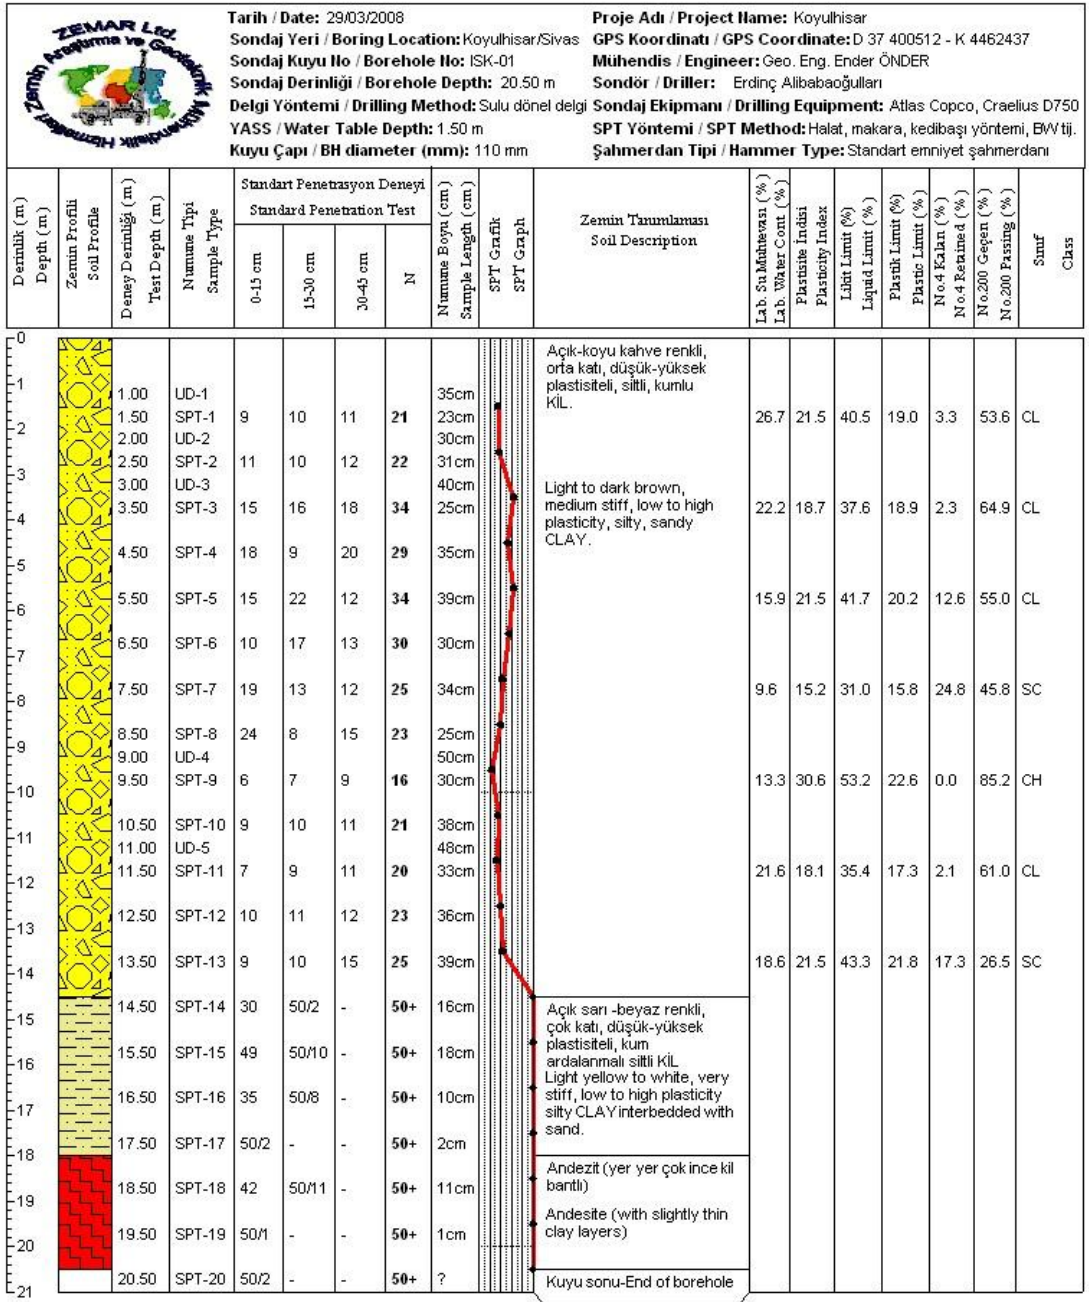 ZEMAR Ltd.
Zemin Araştırma ve Geoteknik Mühendislik Hizmetleri
Tarih / Date: 29/03/2008
Sondaj Yeri / Boring Location: Koyulhisar/Sivas
Sondaj Kuyu No / Borehole No: ISK-01
Sondaj Derinliği / Borehole Depth: 20.50 m
Delgi Yöntemi / Drilling Method: Sulu dönel delgi
YASS / Water Table Depth: 1.50 m
Kuyu Çapı / BH diameter (mm): 110 mm
Proje Adı / Project Name: Koyulhisar
GPS Koordinatı / GPS Coordinate: D 37 400512 - K 4462437
Mühendis / Engineer: Geo. Eng. Ender ÖNDER
Sondör / Driller: Erdinç Alibabaoğulları
Sondaj Ekipmanı / Drilling Equipment: Atlas Copco, Craelius D750
SPT Yöntemi / SPT Method: Halat, makara, kedibaşı yöntemi, BW tij.
Şahmerdan Tipi / Hammer Type: Standart emniyet şahmerdanı
Derinlik ( m )
Depth ( m )
Zemin Profili
Soil Profile
Deney Derinliği ( m )
Test Depth ( m )
Numune Tipi
Sample Type
Standart Penetrasyon Deneyi
Standard Penetration Test
0-15 cm
15-30 cm
30-45 cm
N
Numune Boyu ( cm )
Sample Length ( cm )
SPT Grafik
SPT Graph
Zemin Tanımlaması
Soil Description
Lab. Su Muhtevası ( % )
Lab. Water Cont. ( % )
Plastisite İndisi
Plasticity Index
Likit Limit (%)
Liquid Limit ( % )
Plastik Limit (%)
Plastic Limit ( % )
No.4 Kalan ( % )
No.4 Retained ( % )
No.200 Geçen ( % )
No.200 Passing ( % )
Sınıf
Class
0
1
2
3
4
5
6
7
8
9
10
11
12
13
14
15
16
17
18
19
20
21
1.00 UD-1 35cm
1.50 SPT-1 9 10 11 21 23cm 26.7 21.5 40.5 19.0 3.3 53.6 CL
2.00 UD-2 30cm
2.50 SPT-2 11 10 12 22 31cm
3.00 UD-3 40cm
3.50 SPT-3 15 16 18 34 25cm 22.2 18.7 37.6 18.9 2.3 64.9 CL
4.50 SPT-4 18 9 20 29 35cm
5.50 SPT-5 15 22 12 34 39cm 15.9 21.5 41.7 20.2 12.6 55.0 CL
6.50 SPT-6 10 17 13 30 30cm
7.50 SPT-7 19 13 12 25 34cm 9.6 15.2 31.0 15.8 24.8 45.8 SC
8.50 SPT-8 24 8 15 23 25cm
9.00 UD-4 50cm
9.50 SPT-9 6 7 9 16 30cm 13.3 30.6 53.2 22.6 0.0 85.2 CH
10.50 SPT-10 9 10 11 21 38cm
11.00 UD-5 48cm
11.50 SPT-11 7 9 11 20 33cm 21.6 18.1 35.4 17.3 2.1 61.0 CL
12.50 SPT-12 10 11 12 23 36cm
13.50 SPT-13 9 10 15 25 39cm 18.6 21.5 43.3 21.8 17.3 26.5 SC
14.50 SPT-14 30 50/2 - 50+ 16cm
15.50 SPT-15 49 50/10 - 50+ 18cm
16.50 SPT-16 35 50/8 - 50+ 10cm
17.50 SPT-17 50/2 - - 50+ 2cm
18.50 SPT-18 42 50/11 - 50+ 11cm
19.50 SPT-19 50/1 - - 50+ 1cm
20.50 SPT-20 50/2 - - 50+ ?
Açık-koyu kahve renkli,
orta katı, düşük-yüksek
plastisiteli, siltli, kumlu
KİL.
Light to dark brown,
medium stiff, low to high
plasticity, silty, sandy
CLAY.
Açık sarı -beyaz renkli,
çok katı, düşük-yüksek
plastisiteli, kum
ardalanmalı siltli KİL
Light yellow to white, very
stiff, low to high plasticity
silty CLAY interbedded with
sand.
Andezit (yer yer çok ince kil
bantlı)
Andesite (with slightly thin
clay layers)
Kuyu sonu-End of borehole